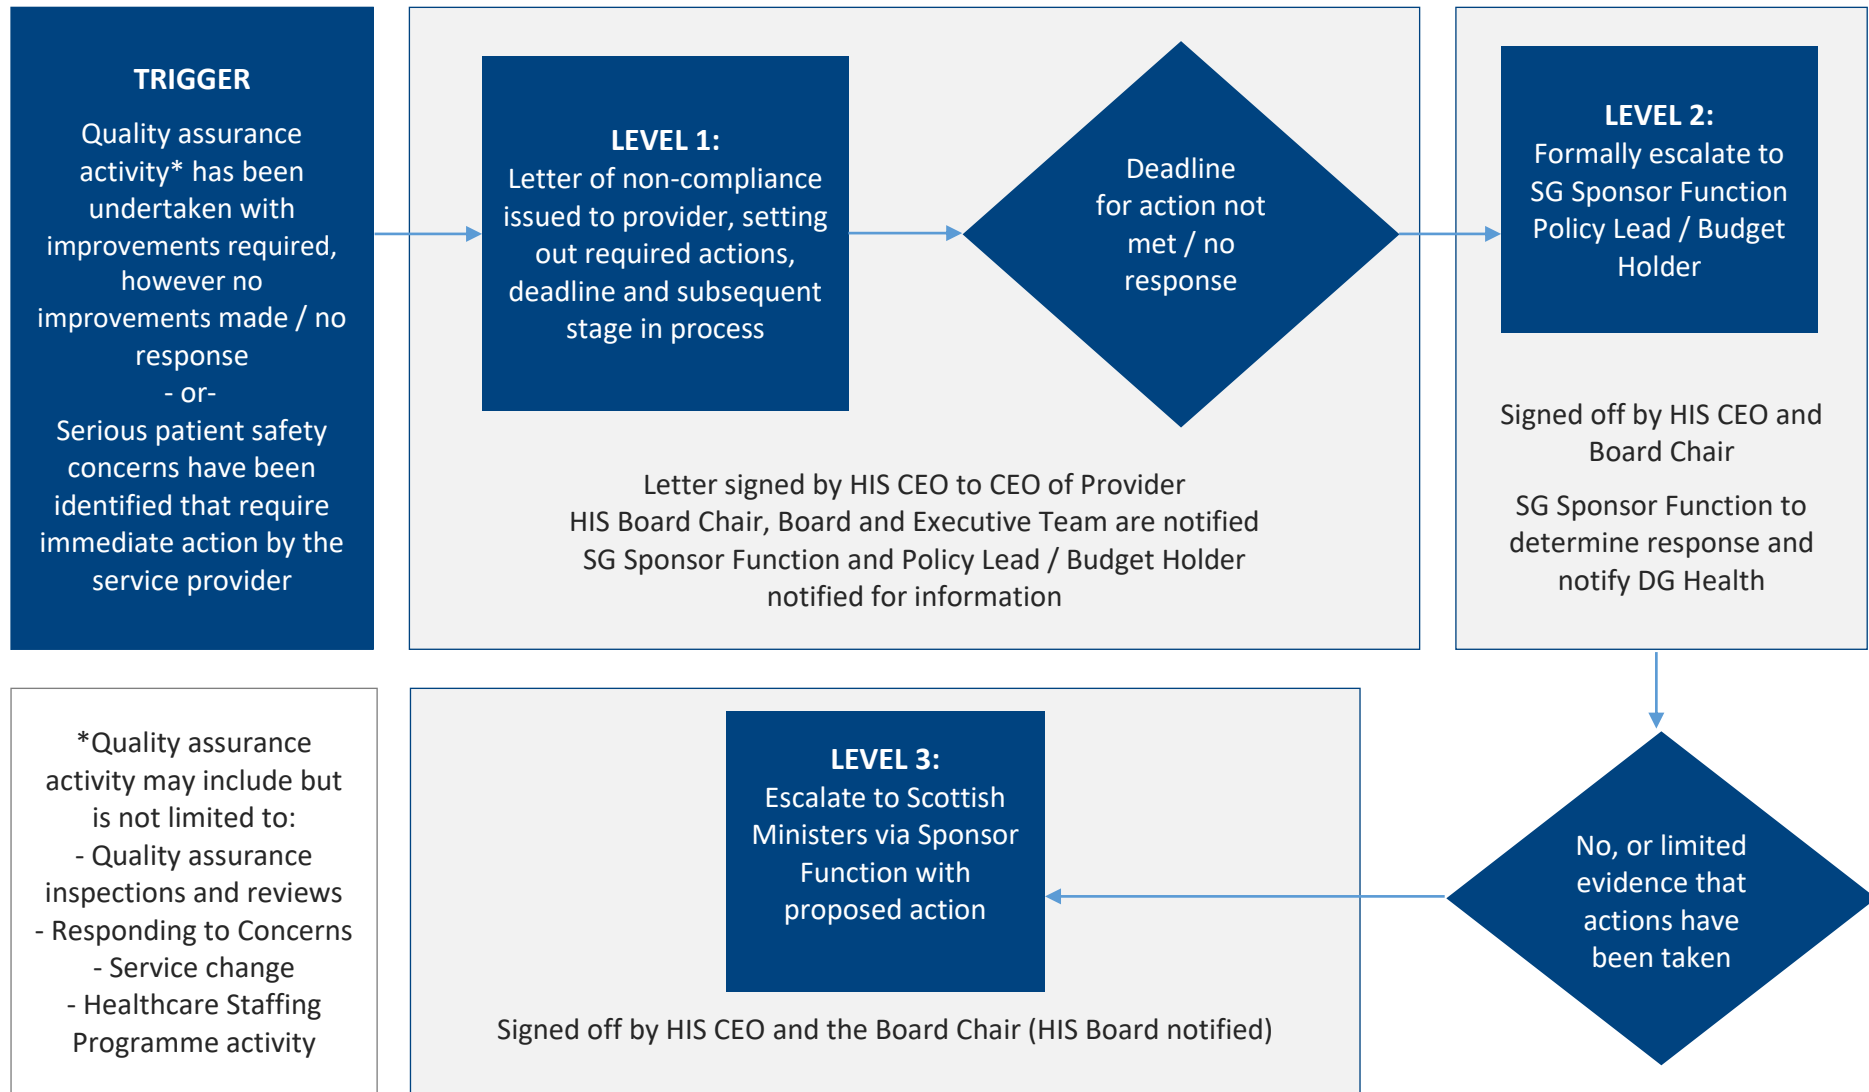 TRIGGER
Quality assurance
activity* has been
undertaken with
improvements required,
however no
improvements made / no
response
- or-
Serious patient safety
concerns have been
identified that require
immediate action by the
service provider
LEVEL 1:
Letter of non-compliance
issued to provider, setting
out required actions,
deadline and subsequent
stage in process
Deadline
for action not
met / no
response
Letter signed by HIS CEO to CEO of Provider
HIS Board Chair, Board and Executive Team are notified
SG Sponsor Function and Policy Lead / Budget Holder
notified for information
LEVEL 2:
Formally escalate to
SG Sponsor Function
Policy Lead / Budget
Holder
Signed off by HIS CEO and
Board Chair
SG Sponsor Function to
determine response and
notify DG Health
No, or limited
evidence that
actions have
been taken
LEVEL 3:
Escalate to Scottish
Ministers via Sponsor
Function with
proposed action
Signed off by HIS CEO and the Board Chair (HIS Board notified)
*Quality assurance
activity may include but
is not limited to:
- Quality assurance
inspections and reviews
- Responding to Concerns
- Service change
- Healthcare Staffing
Programme activity